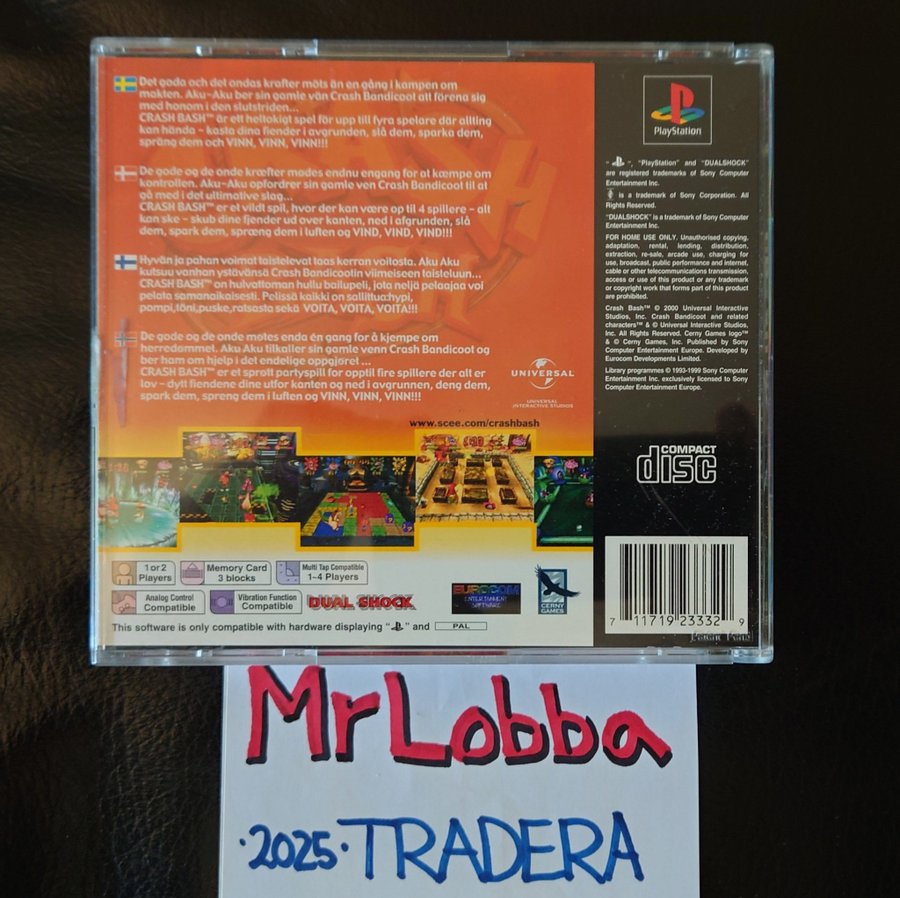 Det goda och det ondas krafter möts än en gång i kampen om
makten. Aku-Aku ber sin gamle vän Crash Bandicoot att förena sig
med honom i den slutstriden...
CRASH BASH™ är ett heltokigt spel för upp till fyra spelare där allting
kan hända - kasta dina fiender i avgrunden, slå dem, sparka dem,
spräng dem och VINN, VINN, VINN!!!
De gode og de onde kræfter mødes endnu engang for at kæmpe om
kontrollen. Aku-Aku opfordrer sin gamle ven Crash Bandicoot til at
gå med i det ultimative slag...
CRASH BASH™ er et vildt spil, hvor der kan være op til 4 spillere - alt
kan ske - skub dine fjender ud over kanten, ned i afgrunden, slå
dem, spark dem, spræng dem i luften og VIND, VIND, VIND!!!
Hyvän ja pahan voimat taistelevat taas kerran voitosta. Aku Aku
kutsuu vanhan ystävänsä Crash Bandicootin viimeiseen taisteluun...
CRASH BASH™ on hulvattoman hullu bailupeli, jota neljä pelaajaa voi
pelata samanaikaisesti. Pelissä kaikki on sallittua:hypi,
pompi,töni,puske,ratsasta sekä VOITA, VOITA, VOITA!!!
De gode og de onde møtes enda én gang for å kjempe om
herredømmet. Aku Aku tilkaller sin gamle venn Crash Bandicoot og
ber ham om hjelp i det endelige oppgjøret ...
CRASH BASH™ er et sprøtt partyspill for opptil fire spillere der alt er
lov - dytt fiendene dine utfor kanten og ned i avgrunnen, deng dem,
spark dem, spreng dem i luften og VINN, VINN, VINN!!!
UNIVERSAL
UNIVERSAL
INTERACTIVE STUDIOS
www.scee.com/crashbash
1 or 2
Players
Memory Card
3 blocks
Multi Tap Compatible
1-4 Players
Analog Control
Compatible
Vibration Function
Compatible
DUAL SHOCK
EUROCOM
ENTERTAINMENT
SOFTWARE
CERNY
GAMES
This software is only compatible with hardware displaying " " and PAL
PlayStation
" ", "PlayStation" and "DUALSHOCK"
are registered trademarks of Sony Computer
Entertainment Inc.
is a trademark of Sony Corporation. All
Rights Reserved.
"DUALSHOCK" is a trademark of Sony Computer
Entertainment Inc.
FOR HOME USE ONLY. Unauthorised copying,
adaptation, rental, lending, distribution,
extraction, re-sale, arcade use, charging for
use, broadcast, public performance and internet,
cable or other telecommunications transmission,
access or use of this product or any trademark
or copyright work that forms part of this product
are prohibited.
Crash Bash™ © 2000 Universal Interactive
Studios, Inc. Crash Bandicoot and related
characters™ & © Universal Interactive Studios,
Inc. All Rights Reserved. Cerny Games logo™
& © Cerny Games, Inc. Published by Sony
Computer Entertainment Europe. Developed by
Eurocom Developments Limited.
Library programmes © 1993-1999 Sony Computer
Entertainment Inc. exclusively licensed to Sony
Computer Entertainment Europe.
COMPACT
disc
7 11719 23332 9
MrLobba
·2025· TRADERA